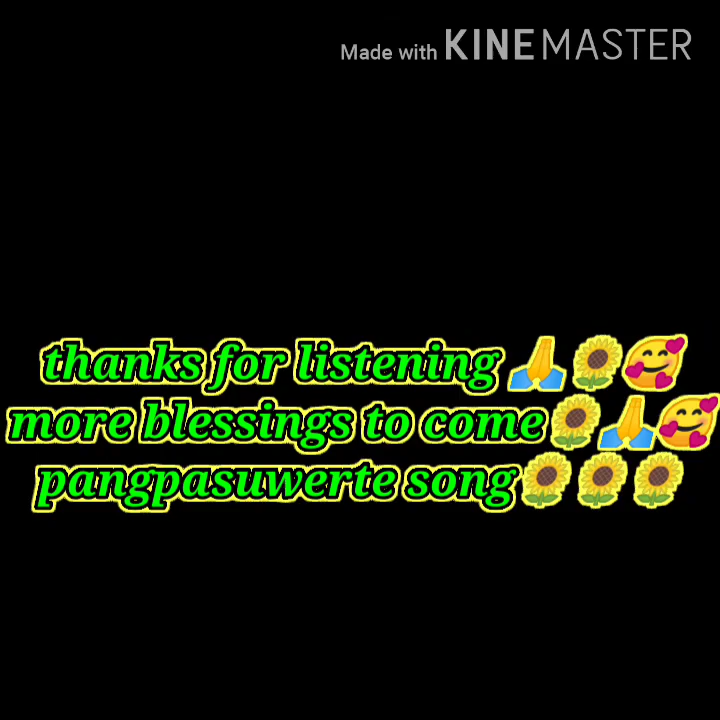 Made with KINEMASTER
thanks for listening 🙏🌻🥰
more blessings to come🌻🙏🥰
pangpasuwerte song🌻🌻🌻